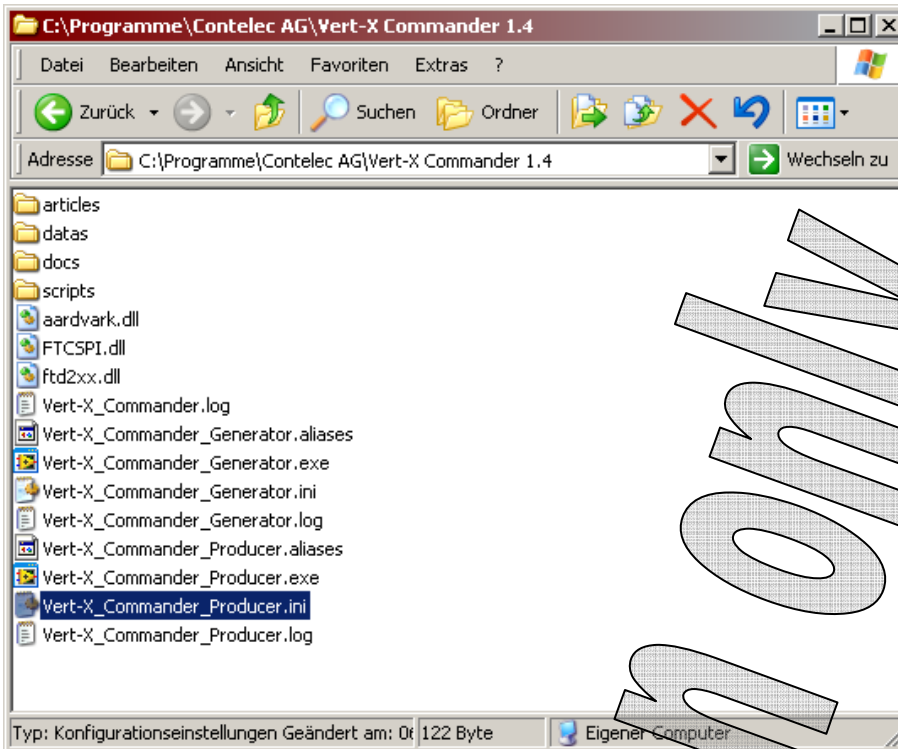 C:\Programme\Contelec AG\Vert-X Commander 1.4
Datei Bearbeiten Ansicht Favoriten Extras ?
Zurück Suchen Ordner
Adresse C:\Programme\Contelec AG\Vert-X Commander 1.4 Wechseln zu
articles
datas
docs
scripts
aardvark.dll
FTCSPI.dll
ftd2xx.dll
Vert-X_Commander.log
Vert-X_Commander_Generator.aliases
Vert-X_Commander_Generator.exe
Vert-X_Commander_Generator.ini
Vert-X_Commander_Generator.log
Vert-X_Commander_Producer.aliases
Vert-X_Commander_Producer.exe
Vert-X_Commander_Producer.ini
Vert-X_Commander_Producer.log
Typ: Konfigurationseinstellungen Geändert am: 122 Byte Eigener Computer
n only